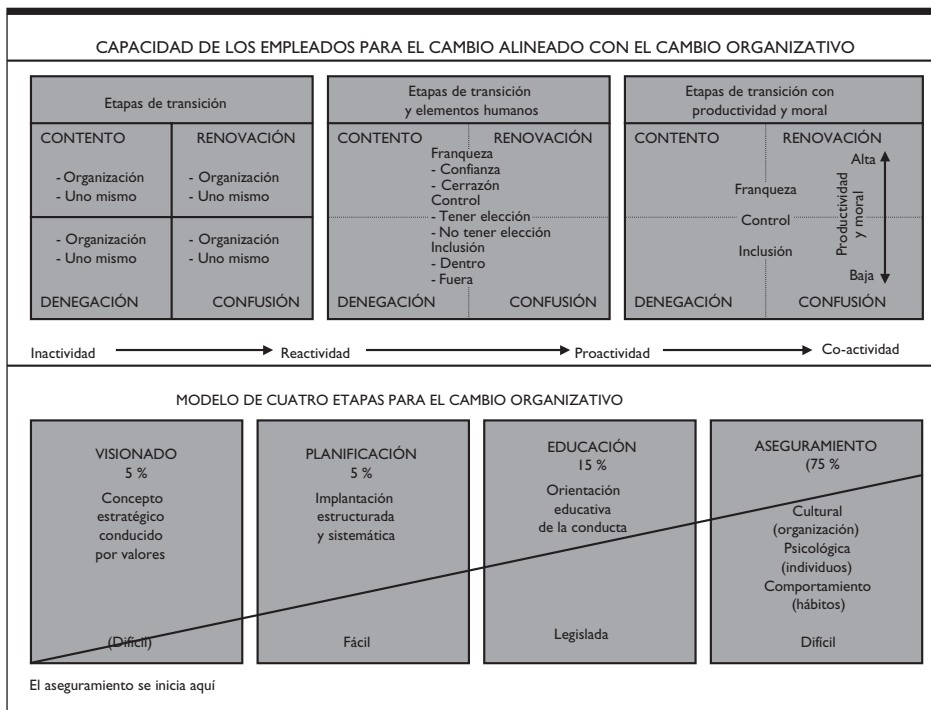 CAPACIDAD DE LOS EMPLEADOS PARA EL CAMBIO ALINEADO CON EL CAMBIO ORGANIZATIVO
Etapas de transición
CONTENTO
RENOVACIÓN
- Organización
- Uno mismo
- Organización
- Uno mismo
- Organización
- Uno mismo
- Organización
- Uno mismo
DENEGACIÓN
CONFUSIÓN
Etapas de transición
y elementos humanos
CONTENTO
RENOVACIÓN
Franqueza
- Confianza
- Cerrazón
Control
- Tener elección
- No tener elección
Inclusión
- Dentro
- Fuera
DENEGACIÓN
CONFUSIÓN
Etapas de transición con
productividad y moral
CONTENTO
RENOVACIÓN
Alta
Franqueza
Control
Inclusión
Productividad
y moral
Baja
DENEGACIÓN
CONFUSIÓN
Inactividad
Reactividad
Proactividad
Co-actividad
MODELO DE CUATRO ETAPAS PARA EL CAMBIO ORGANIZATIVO
VISIONADO
5 %
Concepto
estratégico
conducido
por valores
(Difícil)
PLANIFICACIÓN
5 %
Implantación
estructurada
y sistemática
Fácil
EDUCACIÓN
15 %
Orientación
educativa
de la conducta
Legislada
ASEGURAMIENTO
(75 %
Cultural
(organización)
Psicológica
(individuos)
Comportamiento
(hábitos)
Difícil
El aseguramiento se inicia aquí